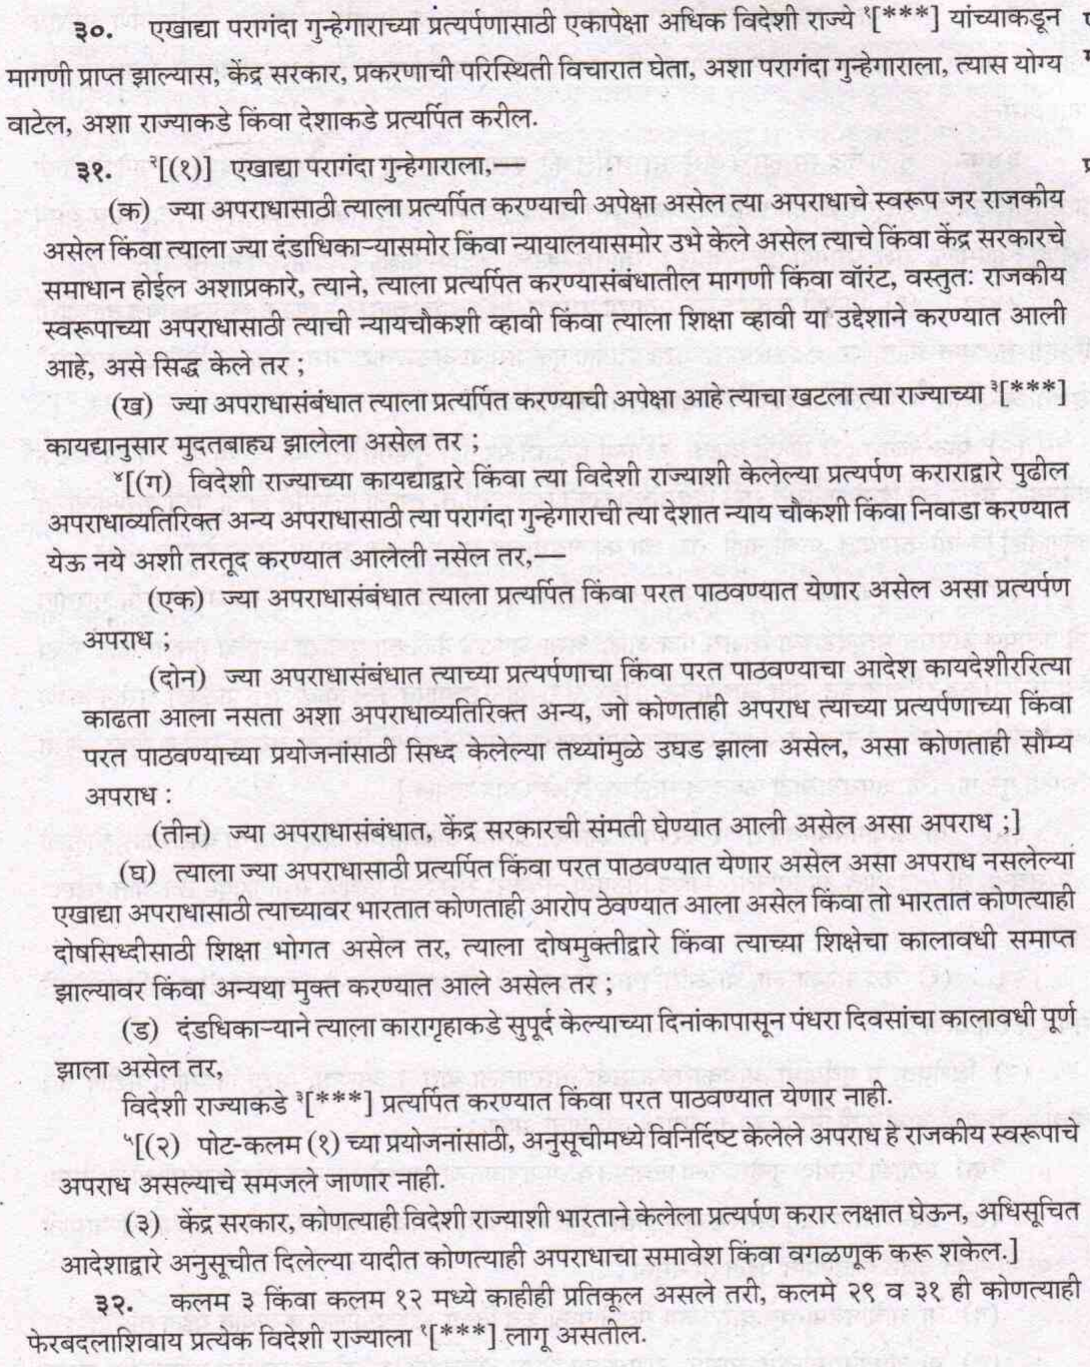 ३०. एखाद्या परागंदा गुन्हेगाराच्या प्रत्यर्पणासाठी एकापेक्षा अधिक विदेशी राज्ये १[***] यांच्याकडून
मागणी प्राप्त झाल्यास, केंद्र सरकार, प्रकरणाची परिस्थिती विचारात घेता, अशा परागंदा गुन्हेगाराला, त्यास योग्य
वाटेल, अशा राज्याकडे किंवा देशाकडे प्रत्यर्पित करील.
३१. २[(१)] एखाद्या परागंदा गुन्हेगाराला,—
(क) ज्या अपराधासाठी त्याला प्रत्यर्पित करण्याची अपेक्षा असेल त्या अपराधाचे स्वरूप जर राजकीय
असेल किंवा त्याला ज्या दंडाधिकाऱ्यासमोर किंवा न्यायालयासमोर उभे केले असेल त्याचे किंवा केंद्र सरकारचे
समाधान होईल अशाप्रकारे, त्याने, त्याला प्रत्यर्पित करण्यासंबंधातील मागणी किंवा वॉरंट, वस्तुतः राजकीय
स्वरूपाच्या अपराधासाठी त्याची न्यायचौकशी व्हावी किंवा त्याला शिक्षा व्हावी या उद्देशाने करण्यात आली
आहे, असे सिद्ध केले तर ;
(ख) ज्या अपराधासंबंधात त्याला प्रत्यर्पित करण्याची अपेक्षा आहे त्याचा खटला त्या राज्याच्या ३[***]
कायद्यानुसार मुदतबाह्य झालेला असेल तर ;
४[(ग) विदेशी राज्याच्या कायद्याद्वारे किंवा त्या विदेशी राज्याशी केलेल्या प्रत्यर्पण कराराद्वारे पुढील
अपराधाव्यतिरिक्त अन्य अपराधासाठी त्या परागंदा गुन्हेगाराची त्या देशात न्याय चौकशी किंवा निवाडा करण्यात
येऊ नये अशी तरतूद करण्यात आलेली नसेल तर,—
(एक) ज्या अपराधासंबंधात त्याला प्रत्यर्पित किंवा परत पाठवण्यात येणार असेल असा प्रत्यर्पण
अपराध ;
(दोन) ज्या अपराधासंबंधात त्याच्या प्रत्यर्पणाचा किंवा परत पाठवण्याचा आदेश कायदेशीररित्या
काढता आला नसता अशा अपराधाव्यतिरिक्त अन्य, जो कोणताही अपराध त्याच्या प्रत्यर्पणाच्या किंवा
परत पाठवण्याच्या प्रयोजनांसाठी सिध्द केलेल्या तथ्यांमुळे उघड झाला असेल, असा कोणताही सौम्य
अपराध :
(तीन) ज्या अपराधासंबंधात, केंद्र सरकारची संमती घेण्यात आली असेल असा अपराध ;]
(घ) त्याला ज्या अपराधासाठी प्रत्यर्पित किंवा परत पाठवण्यात येणार असेल असा अपराध नसलेल्या
एखाद्या अपराधासाठी त्याच्यावर भारतात कोणताही आरोप ठेवण्यात आला असेल किंवा तो भारतात कोणत्याही
दोषसिध्दीसाठी शिक्षा भोगत असेल तर, त्याला दोषमुक्तीद्वारे किंवा त्याच्या शिक्षेचा कालावधी समाप्त
झाल्यावर किंवा अन्यथा मुक्त करण्यात आले असेल तर ;
(ड) दंडधिकाऱ्याने त्याला कारागृहाकडे सुपूर्द केल्याच्या दिनांकापासून पंधरा दिवसांचा कालावधी पूर्ण
झाला असेल तर,
विदेशी राज्याकडे ३[***] प्रत्यर्पित करण्यात किंवा परत पाठवण्यात येणार नाही.
५[(२) पोट-कलम (१) च्या प्रयोजनांसाठी, अनुसूचीमध्ये विनिर्दिष्ट केलेले अपराध हे राजकीय स्वरूपाचे
अपराध असल्याचे समजले जाणार नाही.
(३) केंद्र सरकार, कोणत्याही विदेशी राज्याशी भारताने केलेला प्रत्यर्पण करार लक्षात घेऊन, अधिसूचित
आदेशाद्वारे अनुसूचीत दिलेल्या यादीत कोणत्याही अपराधाचा समावेश किंवा वगळणूक करू शकेल.]
३२. कलम ३ किंवा कलम १२ मध्ये काहीही प्रतिकूल असले तरी, कलमे २९ व ३१ ही कोणत्याही
फेरबदलाशिवाय प्रत्येक विदेशी राज्याला १[***] लागू असतील.